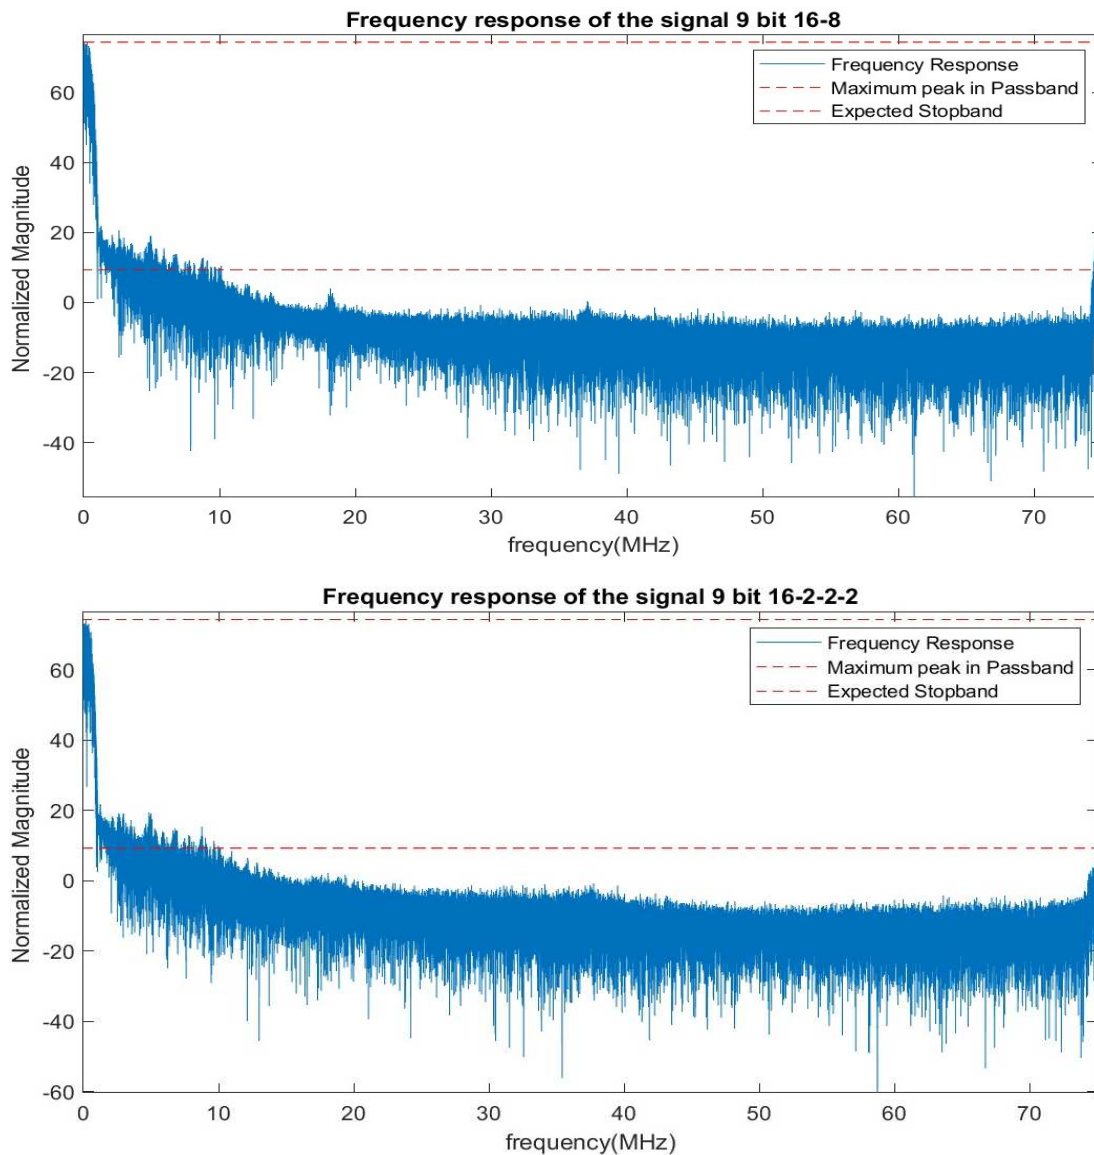 Frequency response of the signal 9 bit 16-8
Frequency Response
Maximum peak in Passband
Expected Stopband
Normalized Magnitude
60
40
20
0
-20
-40
0 10 20 30 40 50 60 70
frequency(MHz)
Frequency response of the signal 9 bit 16-2-2-2
Frequency Response
Maximum peak in Passband
Expected Stopband
Normalized Magnitude
60
40
20
0
-20
-40
-60
0 10 20 30 40 50 60 70
frequency(MHz)